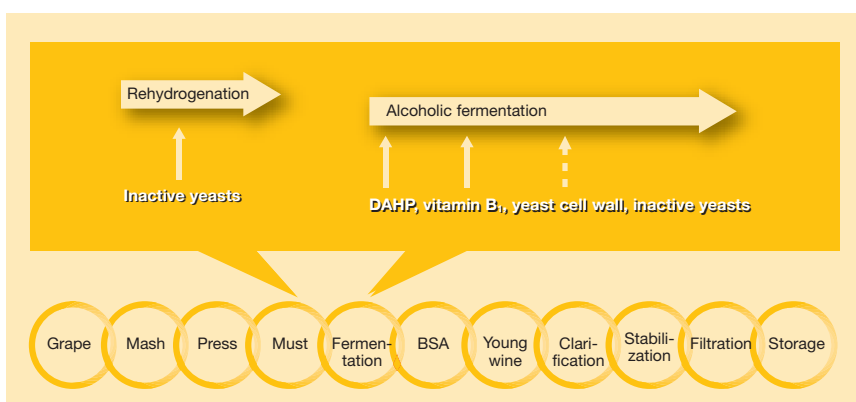 Rehydrogenation
Alcoholic fermentation
Inactive yeasts
DAHP, vitamin B₁, yeast cell wall, inactive yeasts
Grape
Mash
Press
Must
Fermen-
tation
BSA
Young
wine
Clari-
fication
Stabili-
zation
Filtration
Storage